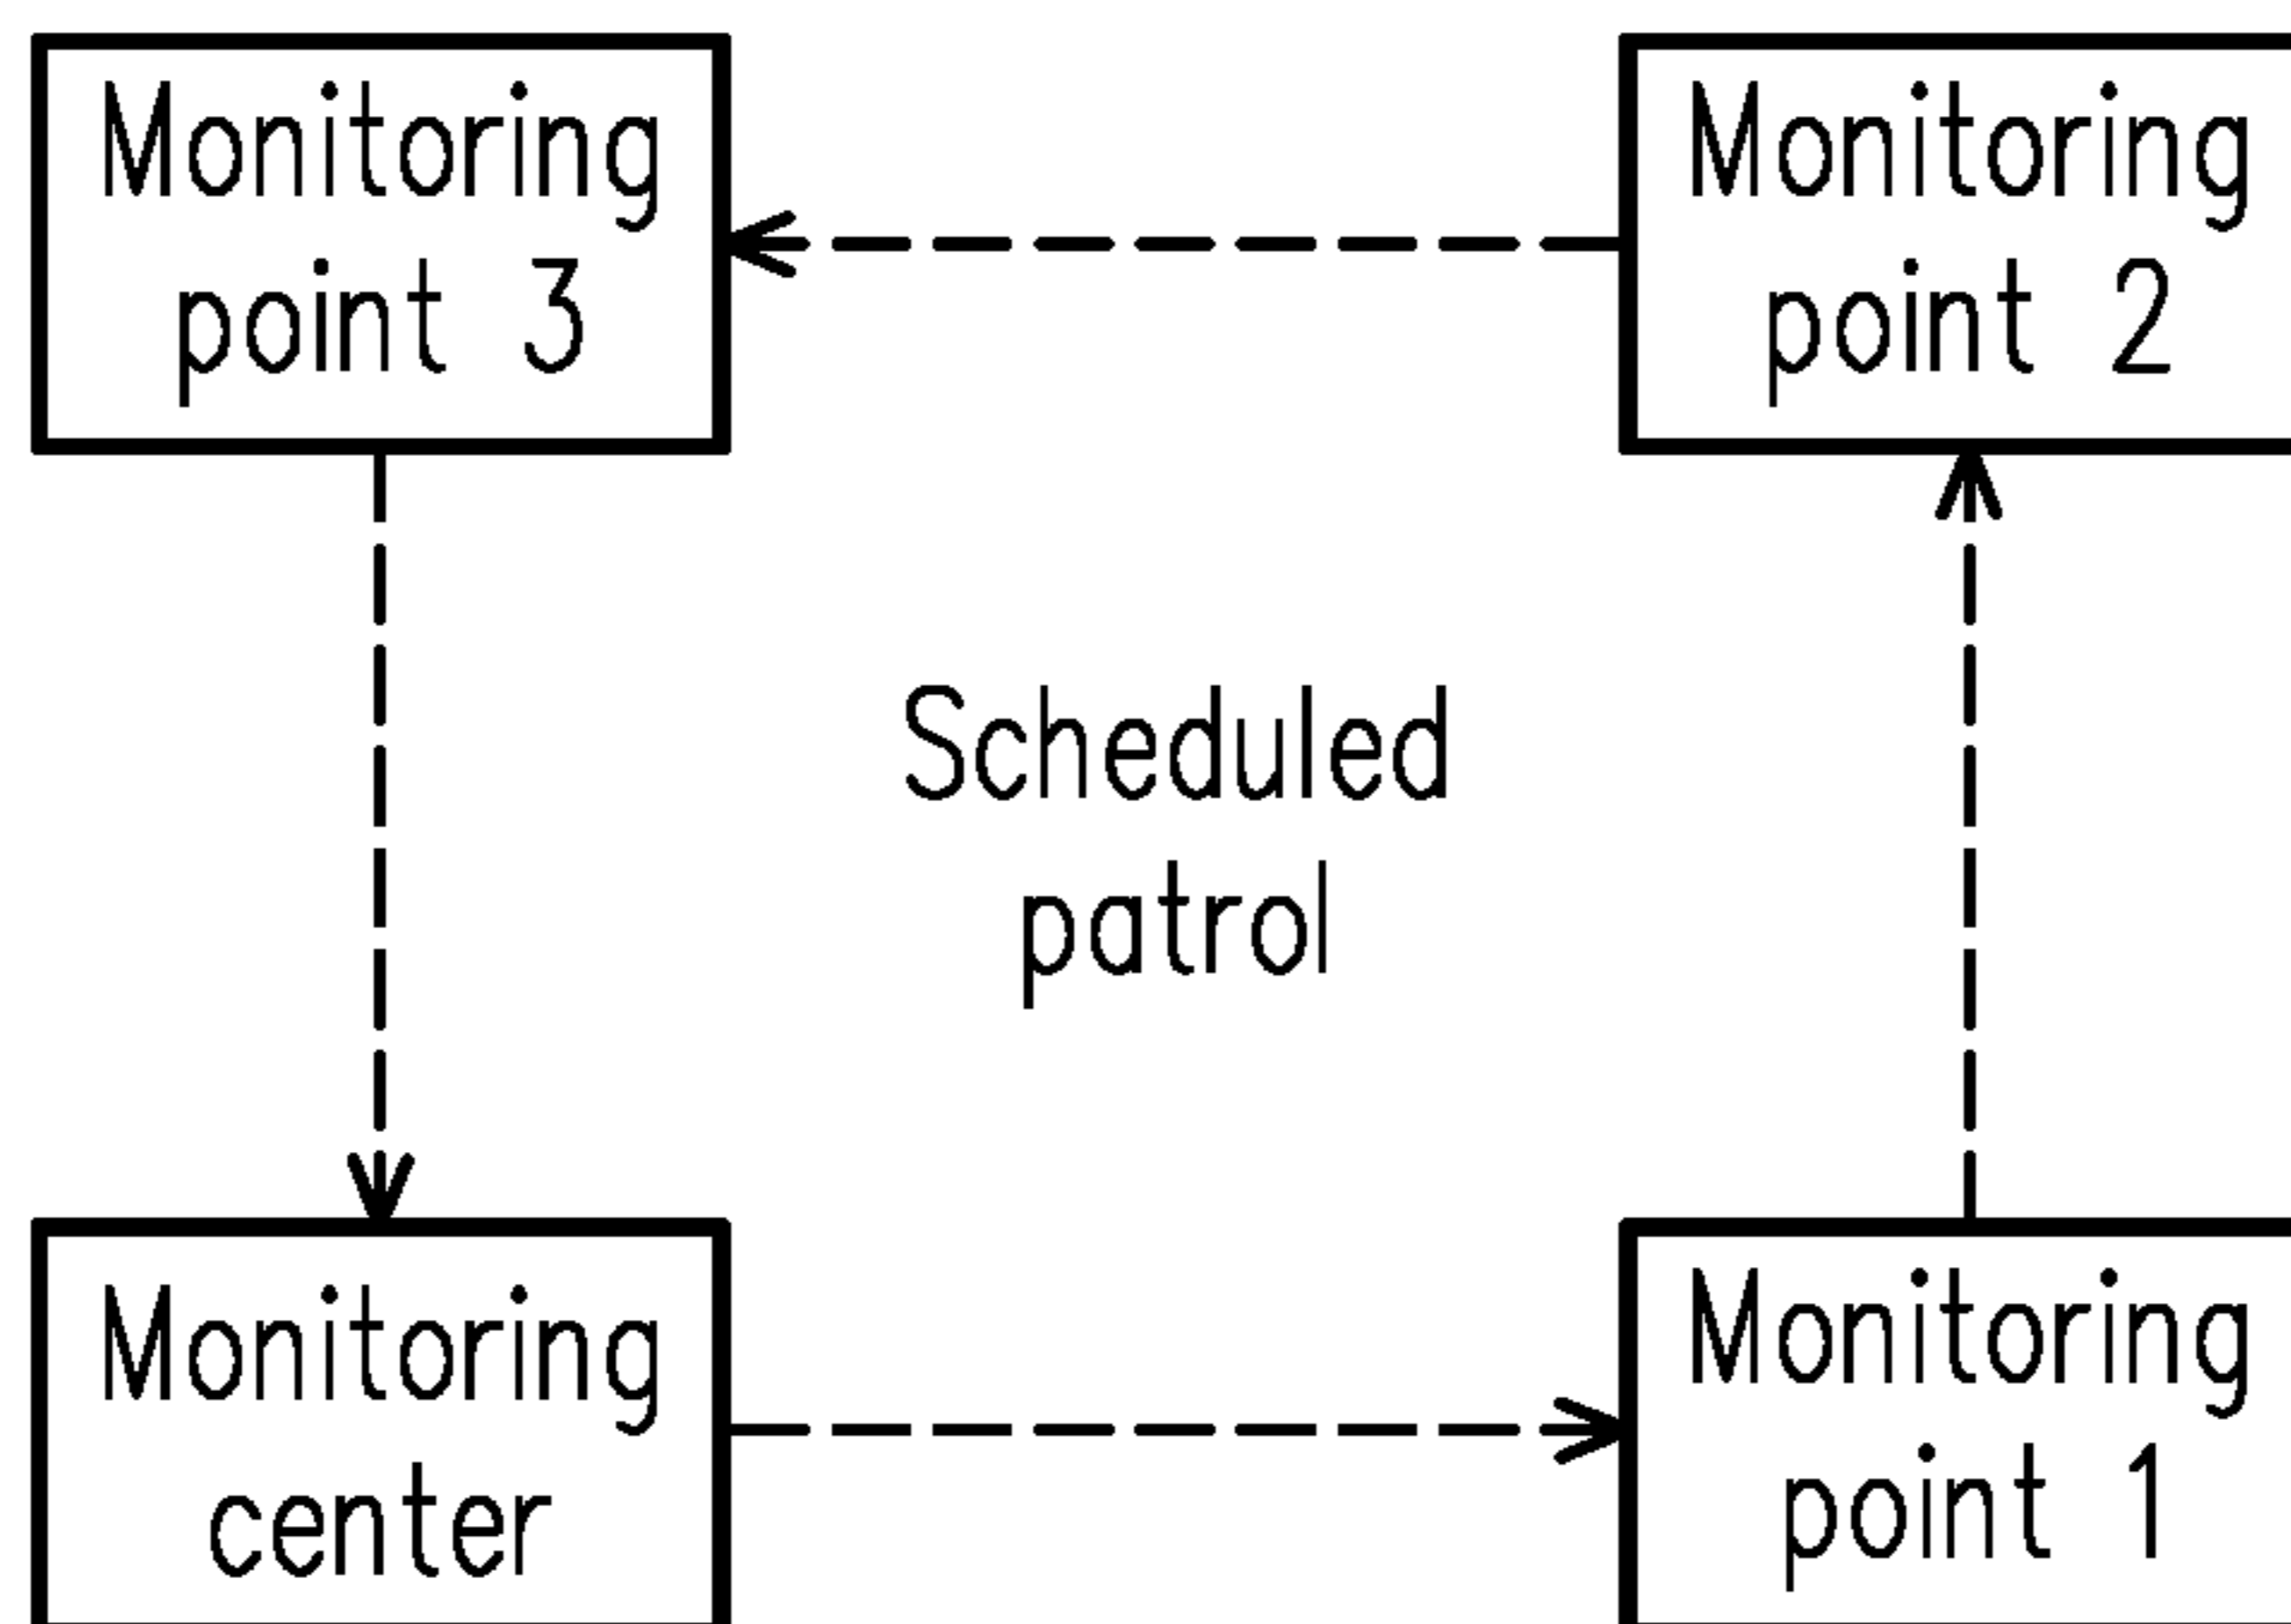 Monitoring
point 3
Monitoring
point 2
Scheduled
patrol
Monitoring
center
Monitoring
point 1